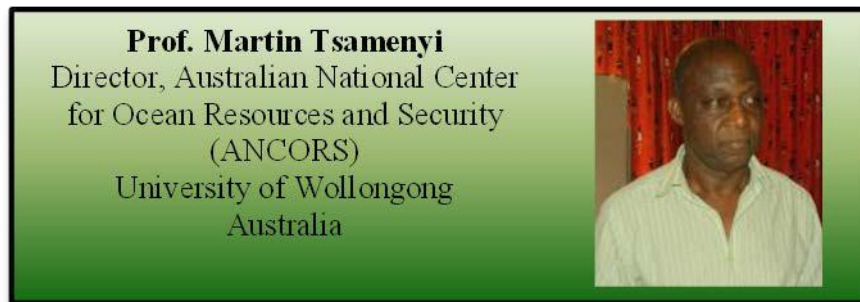 Prof. Martin Tsamenyi
Director, Australian National Center
for Ocean Resources and Security
(ANCORS)
University of Wollongong
Australia